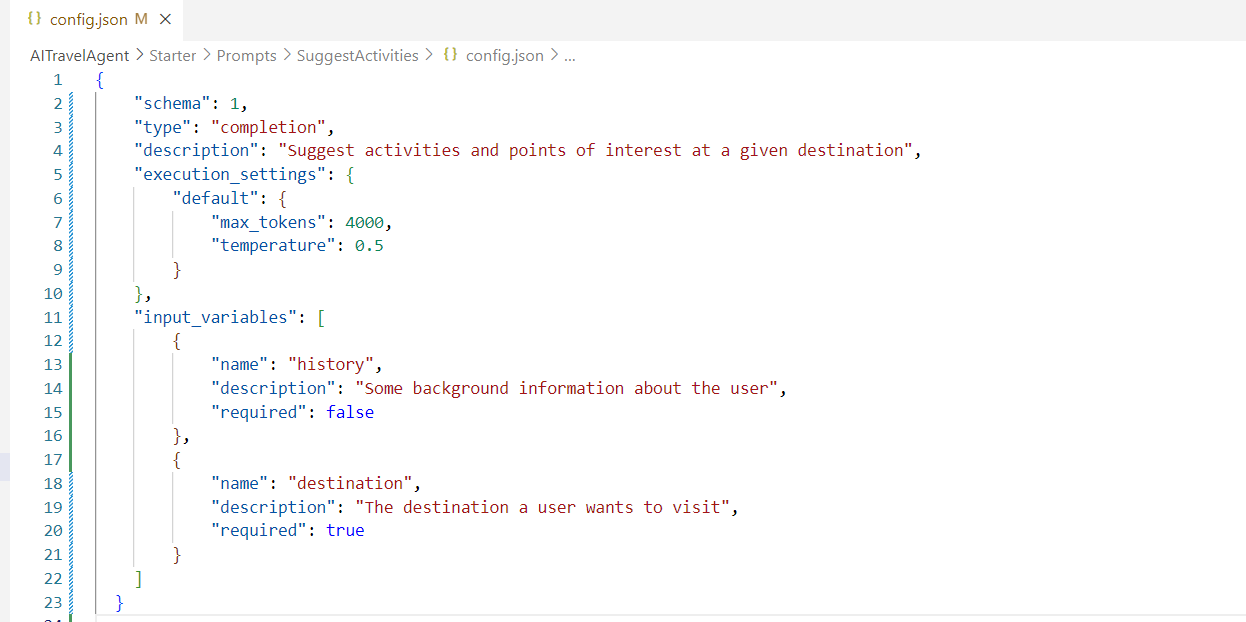 {} config.json M ×
AITravelAgent > Starter > Prompts > SuggestActivities > {} config.json > ...
1 {
2 "schema": 1,
3 "type": "completion",
4 "description": "Suggest activities and points of interest at a given destination",
5 "execution_settings": {
6 "default": {
7 "max_tokens": 4000,
8 "temperature": 0.5
9 }
10 },
11 "input_variables": [
12 {
13 "name": "history",
14 "description": "Some background information about the user",
15 "required": false
16 },
17 {
18 "name": "destination",
19 "description": "The destination a user wants to visit",
20 "required": true
21 }
22 ]
23 }